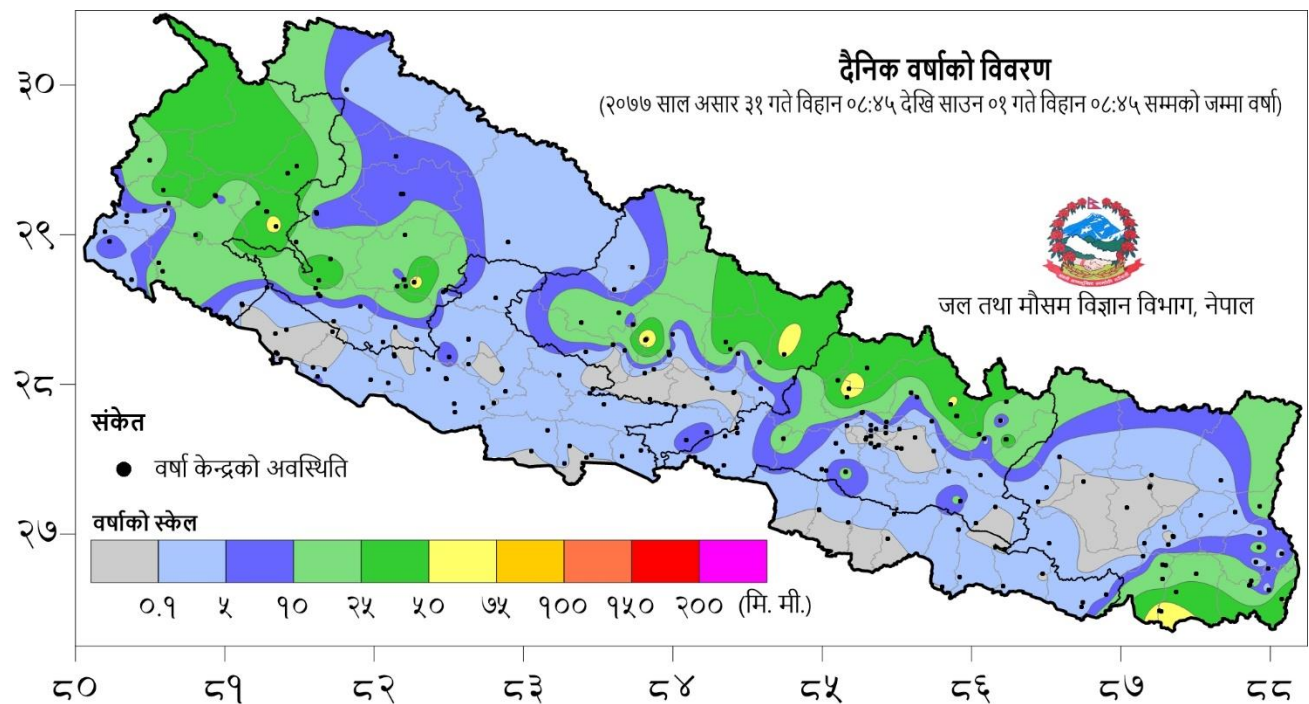 दैनिक वर्षाको विवरण
(२०७७ साल असार ३१ गते विहान ०८:४५ देखि साउन ०१ गते विहान ०८:४५ सम्मको जम्मा वर्षा)
३०
२९
२८
२७
जल तथा मौसम विज्ञान विभाग, नेपाल
संकेत
वर्षा केन्द्रको अवस्थिति
वर्षाको स्केल
०.१ ५ १० २५ ५० ७५ १०० १५० २०० (मि. मी.)
८० ८१ ८२ ८३ ८४ ८५ ८६ ८७ ८८